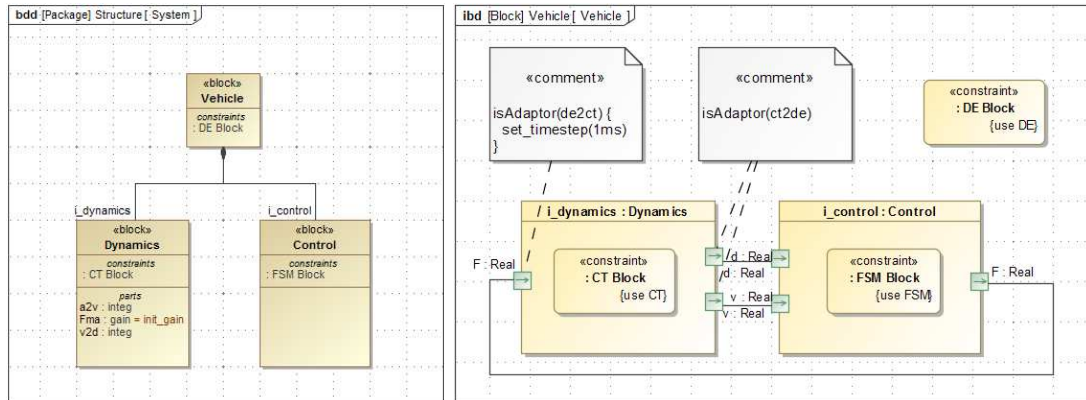 bdd [Package] Structure [ System ]
«block»
Vehicle
constraints
: DE Block
i_dynamics
i_control
«block»
Dynamics
constraints
: CT Block
parts
a2v : integ
Fma : gain = init_gain
v2d : integ
«block»
Control
constraints
: FSM Block
ibd [Block] Vehicle [ Vehicle ]
«comment»
isAdaptor(de2ct) {
set_timestep(1ms)
}
«comment»
isAdaptor(ct2de)
«constraint»
: DE Block
{use DE}
i_dynamics : Dynamics
F : Real
«constraint»
: CT Block
{use CT}
d : Real
d : Real
v : Real
v : Real
i_control : Control
«constraint»
: FSM Block
{use FSM}
F : Real